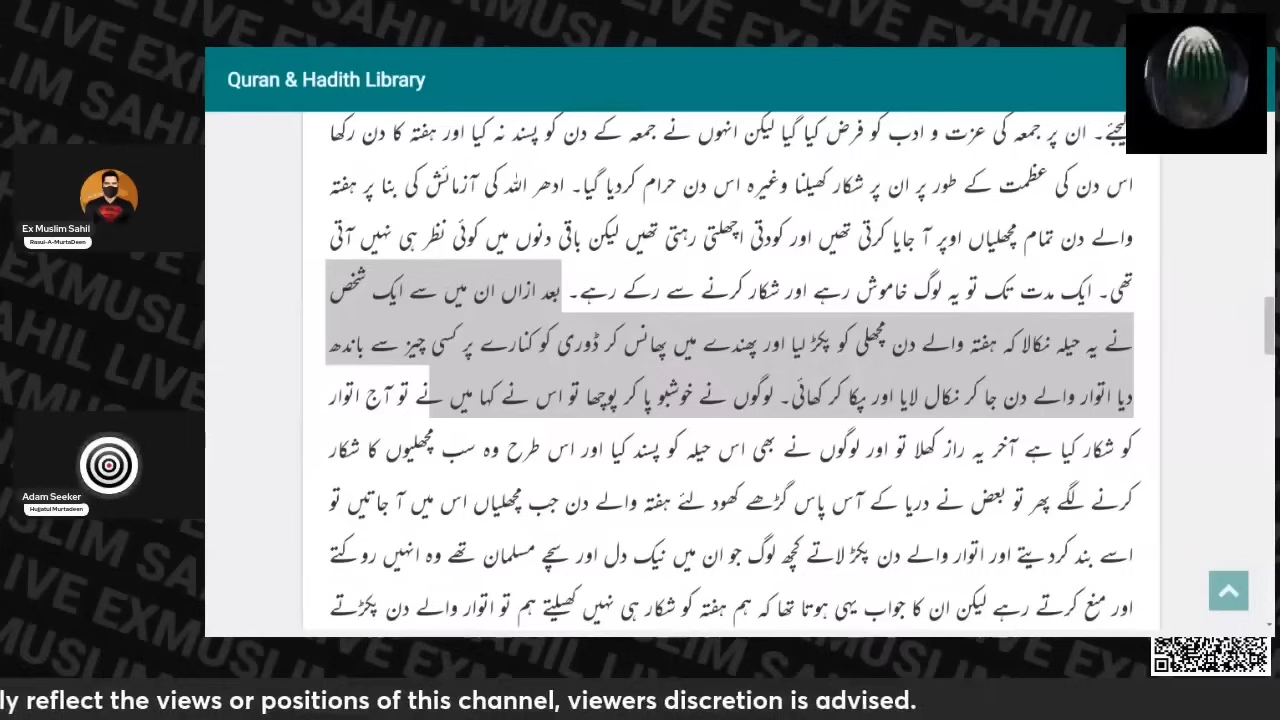 Quran & Hadith Library
لیجئے۔ ان پر جمعہ کی عزت و ادب کو فرض کیا گیا لیکن انہوں نے جمعہ کے دن کو پسند نہ کیا اور ہفتہ کا دن رکھا
اس دن کی عظمت کے طور پر ان پر شکار کھیلنا وغیرہ اس دن حرام کردیا گیا۔ ادھر اللہ کی آزمائش کی بنا پر ہفتہ
والے دن تمام مچھلیاں اوپر آ جایا کرتی تھیں اور کودتی اچھلتی رہتی تھیں لیکن باقی دنوں میں کوئی نظر ہی نہیں آتی
تھی۔ ایک مدت تک تو یہ لوگ خاموش رہے اور شکار کرنے سے رکے رہے۔ بعد ازاں ان میں سے ایک شخص
نے یہ حیلہ نکالا کہ ہفتہ والے دن مچھلی کو پکڑ لیا اور پھندے میں پھانس کر ڈوری کو کنارے پر کسی چیز سے باندھ
دیا اتوار والے دن جا کر نکال لایا اور پکا کر کھائی۔ لوگوں نے خوشبو پا کر پوچھا تو اس نے کہا میں نے تو آج اتوار
کو شکار کیا ہے آخر یہ راز کھلا تو اور لوگوں نے بھی اس حیلہ کو پسند کیا اور اس طرح وہ سب مچھلیوں کا شکار
کرنے لگے پھر تو بعض نے دریا کے آس پاس گڑھے کھود لئے ہفتہ والے دن جب مچھلیاں اس میں آ جاتیں تو
اسے بند کردیتے اور اتوار والے دن پکڑ لاتے کچھ لوگ جو ان میں نیک دل اور سچے مسلمان تھے وہ انہیں روکتے
اور منع کرتے رہے لیکن ان کا جواب یہی ہوتا تھا کہ ہم ہفتہ کو شکار ہی نہیں کھیلتے ہم تو اتوار والے دن پکڑتے
Ex Muslim Sahil
Rasul-A-MurtaDeen
Adam Seeker
Hujjatul Murtadeen
ly reflect the views or positions of this channel, viewers discretion is advised.